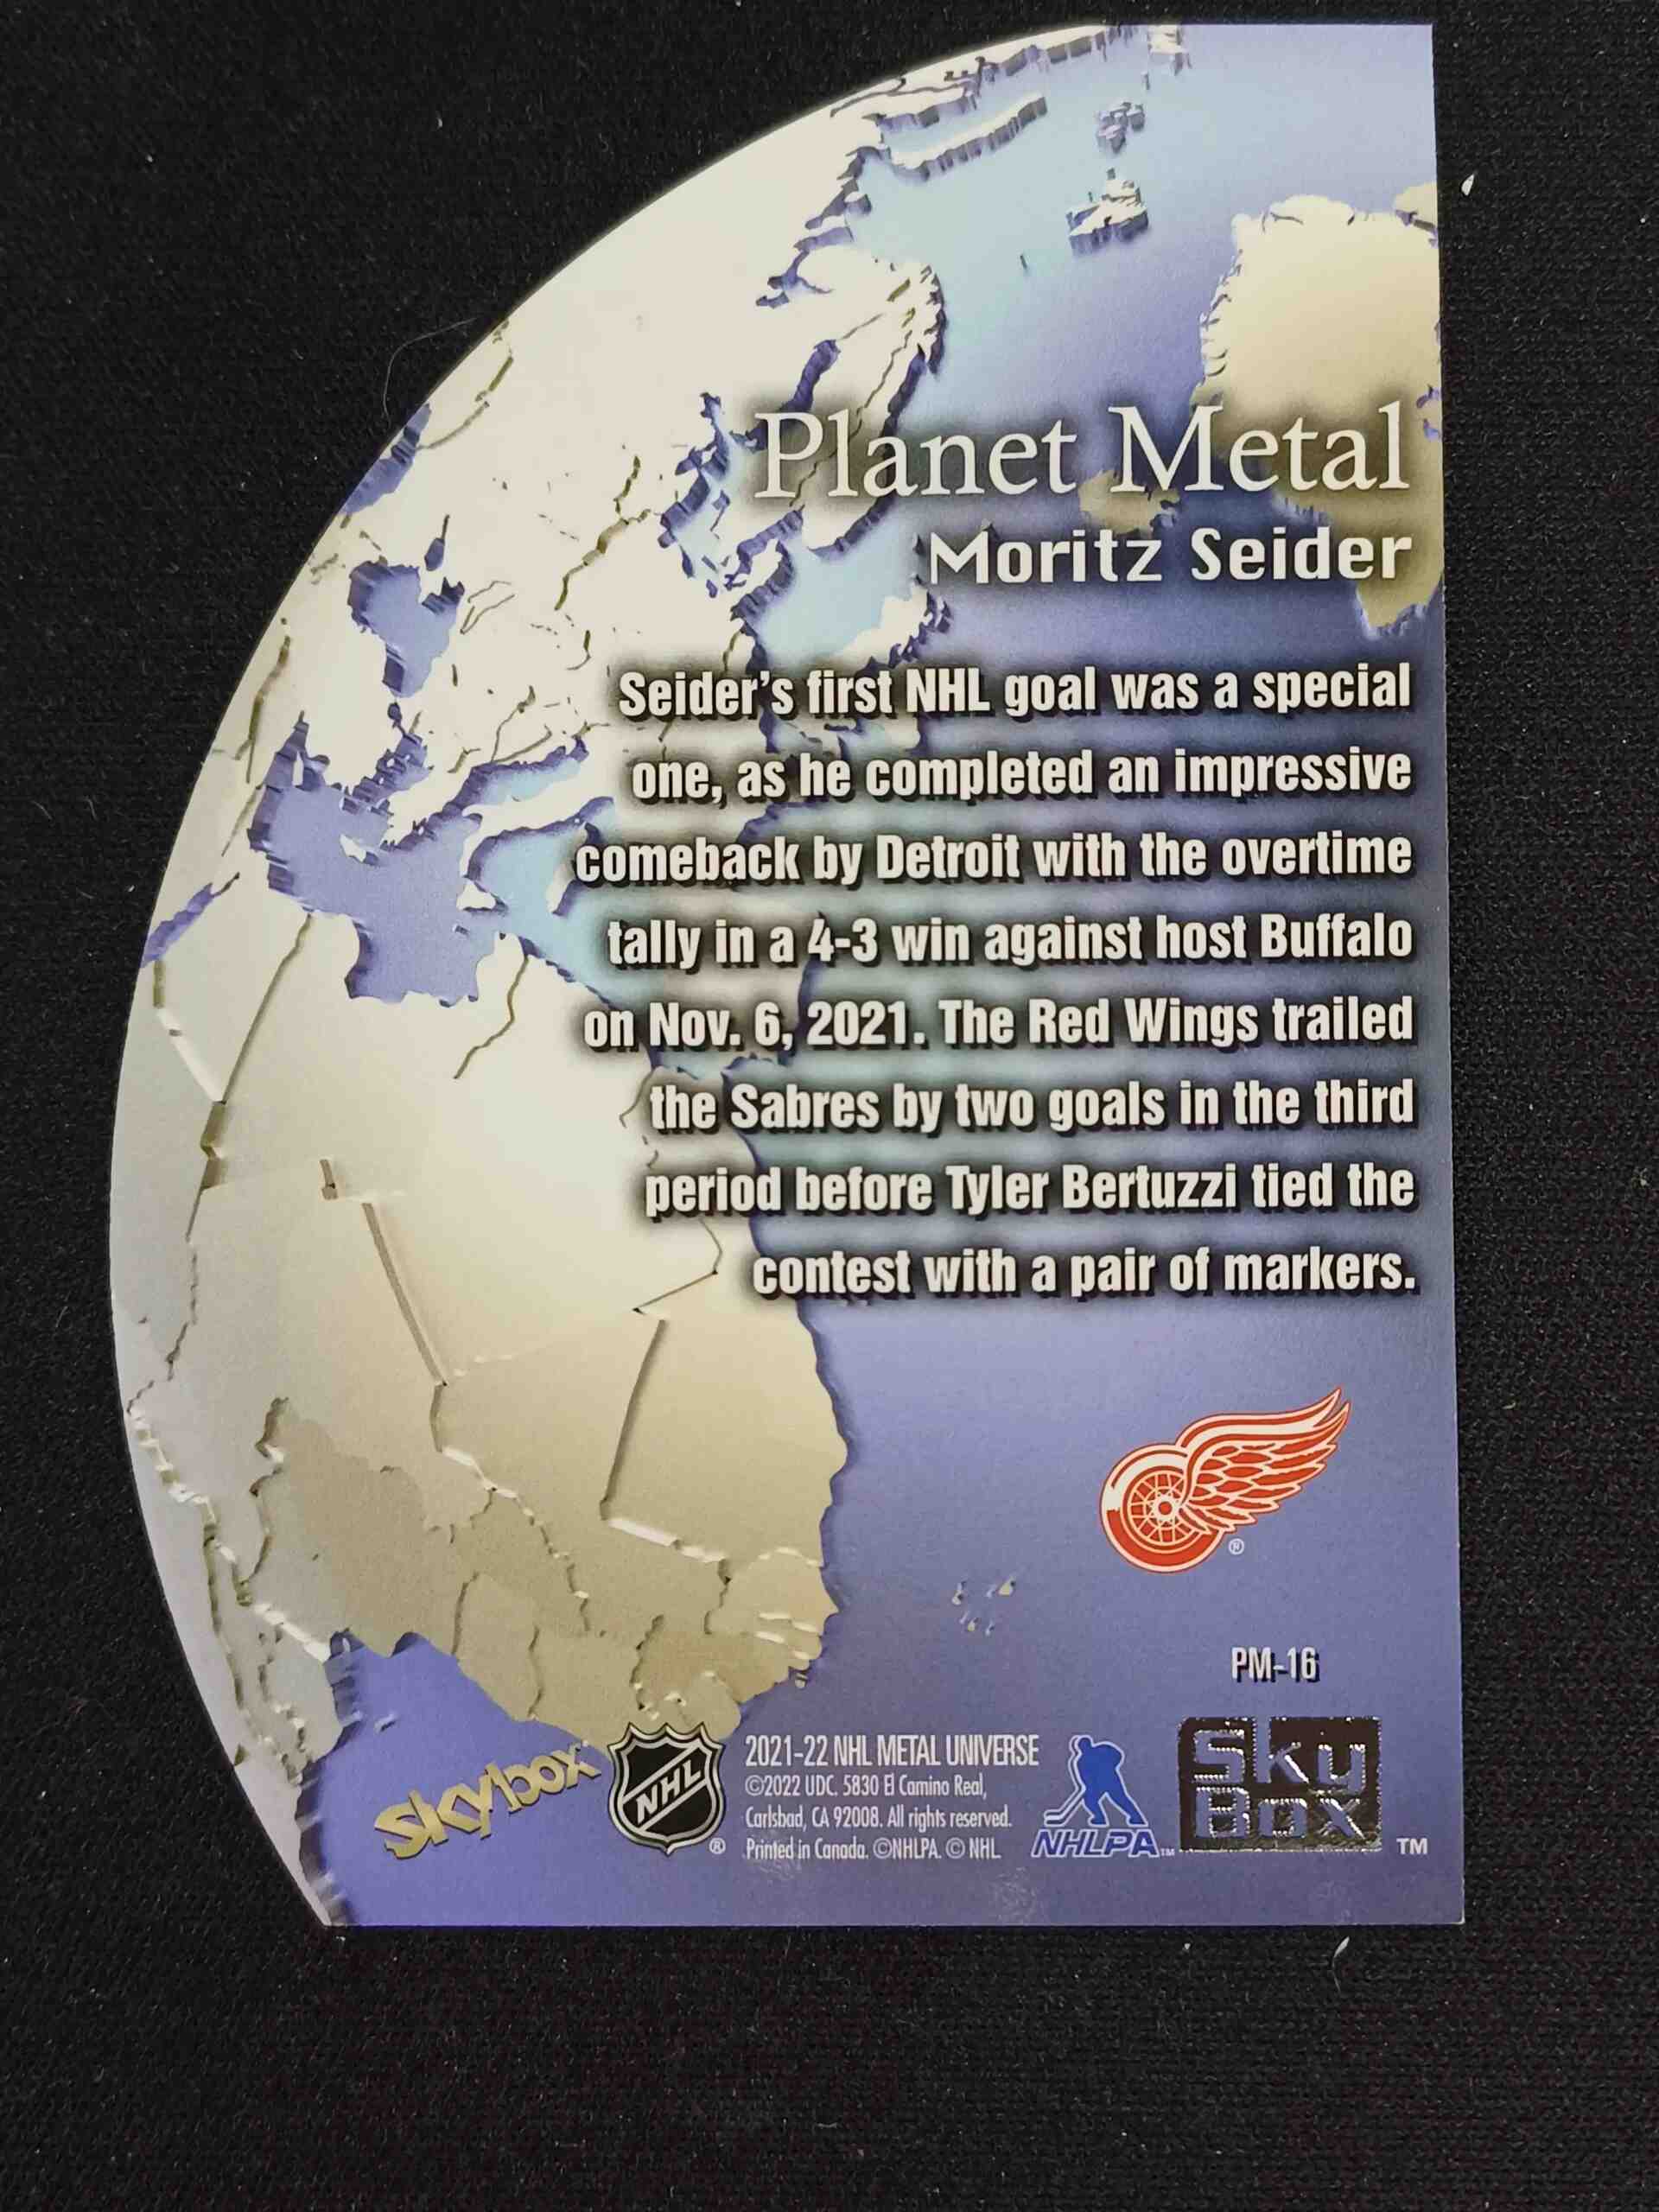 Planet Metal
Moritz Seider
Seider's first NHL goal was a special
one, as he completed an impressive
comeback by Detroit with the overtime
tally in a 4-3 win against host Buffalo
on Nov. 6, 2021. The Red Wings trailed
the Sabres by two goals in the third
period before Tyler Bertuzzi tied the
contest with a pair of markers.
®
PM-16
skybox
NHL
®
2021-22 NHL METAL UNIVERSE
©2022 UDC. 5830 El Camino Real,
Carlsbad, CA 92008. All rights reserved.
Printed in Canada. ©NHLPA. © NHL.
NHLPA™
Sky
Box
TM